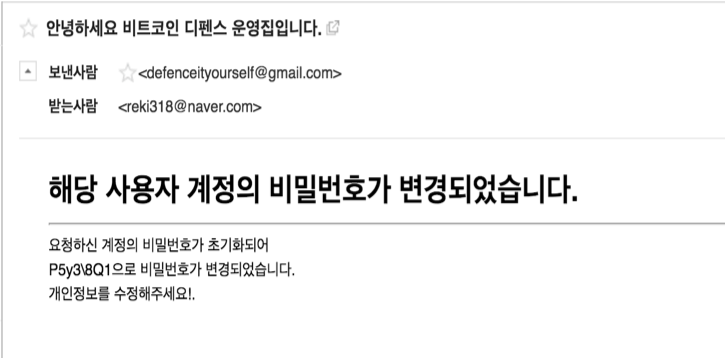 안녕하세요 비트코인 디펜스 운영집입니다.
보낸사람 <defenceityourself@gmail.com>
받는사람 <reki318@naver.com>
해당 사용자 계정의 비밀번호가 변경되었습니다.
요청하신 계정의 비밀번호가 초기화되어
P5y3\8Q1으로 비밀번호가 변경되었습니다.
개인정보를 수정해주세요!.